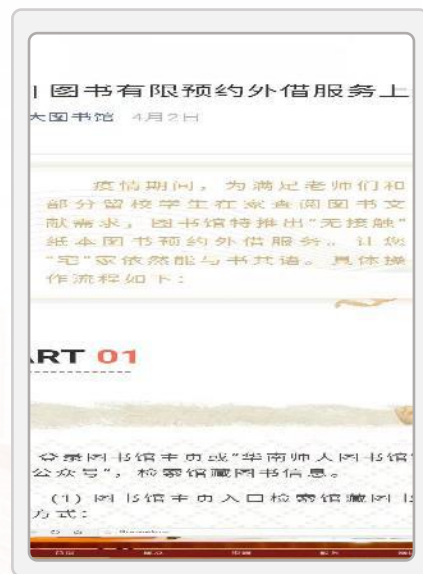 | 图书有限预约外借服务上
大图书馆 4月2日
疫情期间，为满足老师们和
部分留校学生在家查阅图书文
献需求，图书馆特推出“无接触”
纸本图书预约外借服务。让您
“宅”家依然能与书共语。具体操
作流程如下：
ART 01
登录图书馆主页或“华南师大图书馆
公众号”，检索馆藏图书信息。
(1) 图书馆主页入口检索馆藏图书
方式：